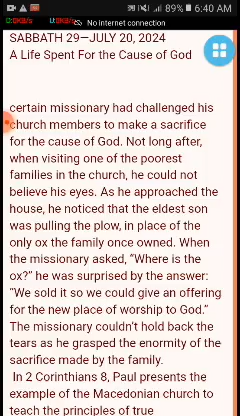 89% 6:40 AM
0:0KB/s U:0KB/s No internet connection
SABBATH 29—JULY 20, 2024
A Life Spent For the Cause of God
certain missionary had challenged his
church members to make a sacrifice
for the cause of God. Not long after,
when visiting one of the poorest
families in the church, he could not
believe his eyes. As he approached the
house, he noticed that the eldest son
was pulling the plow, in place of the
only ox the family once owned. When
the missionary asked, “Where is the
ox?” he was surprised by the answer:
“We sold it so we could give an offering
for the new place of worship to God.”
The missionary couldn’t hold back the
tears as he grasped the enormity of the
sacrifice made by the family.
In 2 Corinthians 8, Paul presents the
example of the Macedonian church to
teach the principles of true